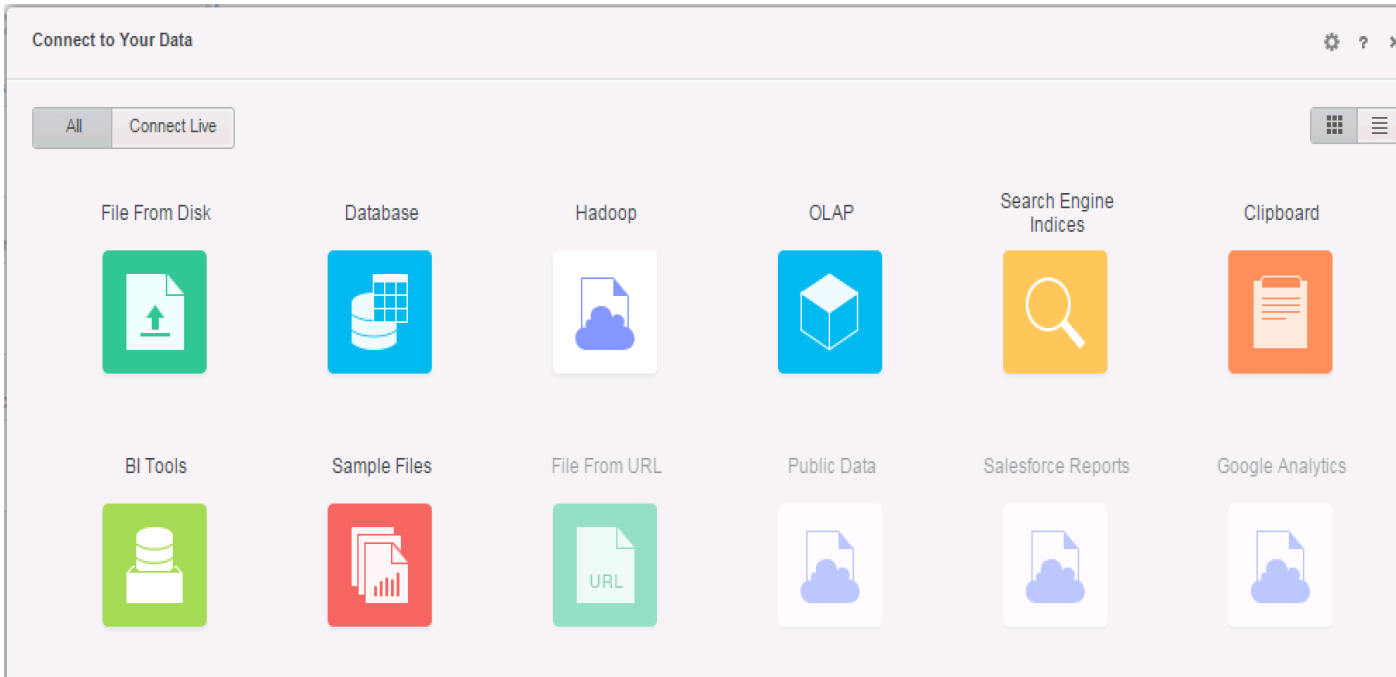 Connect to Your Data
?
All
Connect Live
File From Disk
Database
Hadoop
OLAP
Search Engine
Indices
Clipboard
BI Tools
Sample Files
File From URL
Public Data
Salesforce Reports
Google Analytics
URL